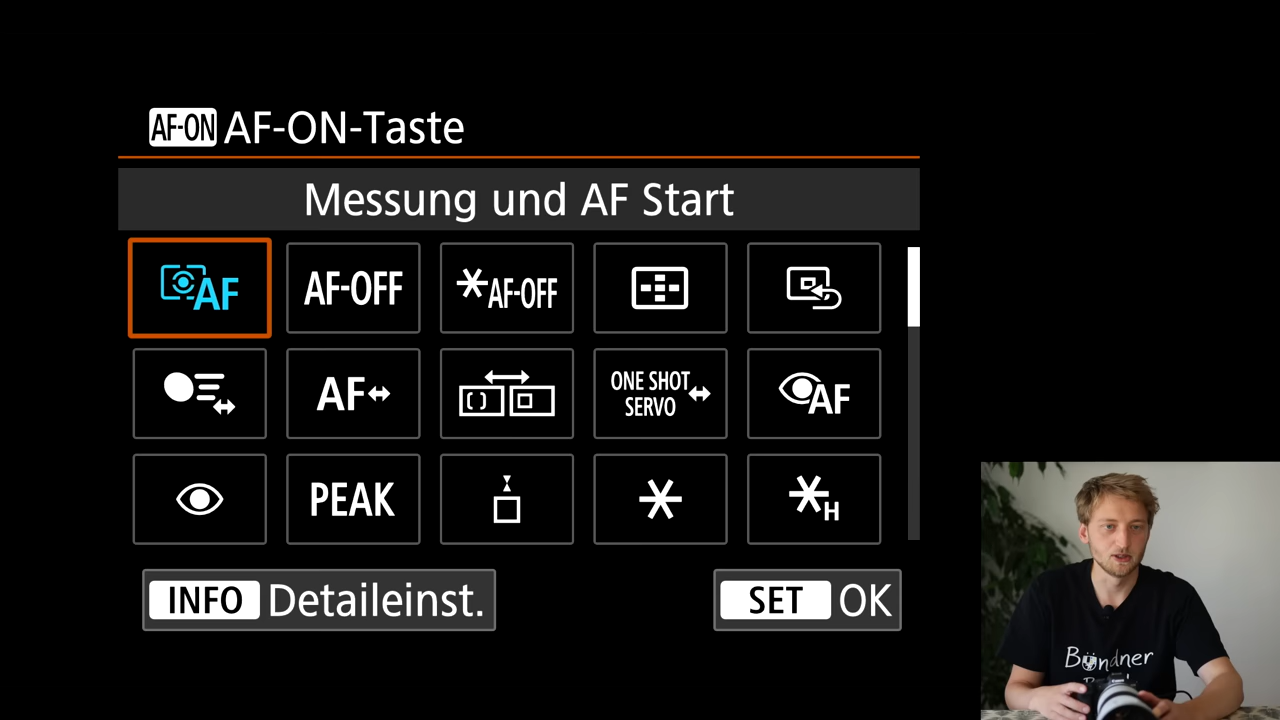 AF-ON AF-ON-Taste
Messung und AF Start
AF AF-OFF AF-OFF
AF ONE SHOT SERVO AF
PEAK H
INFO Detaileinst. SET OK
Bündner